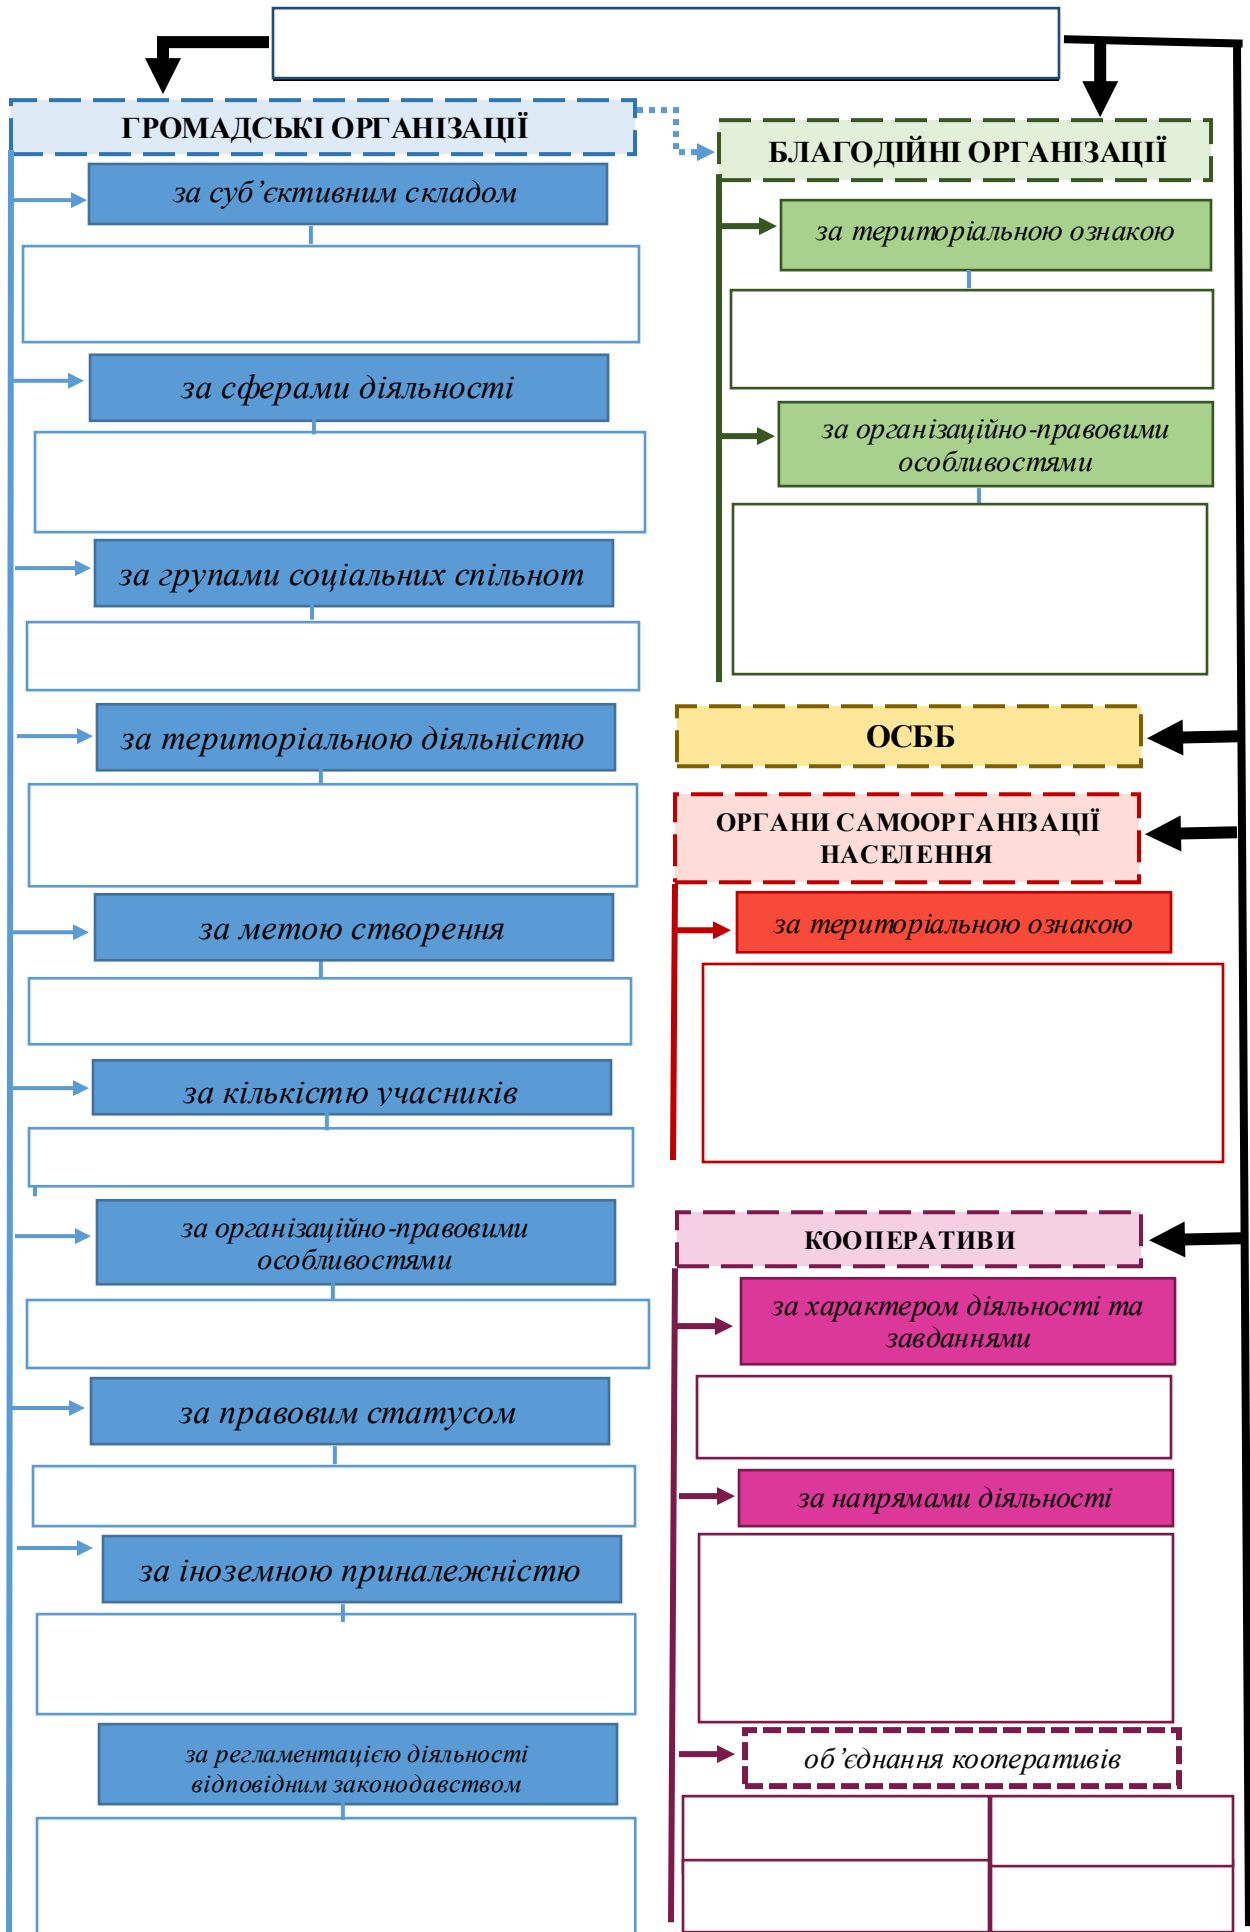 ГРОМАДСЬКІ ОРГАНІЗАЦІЇ
за суб’єктивним складом
за сферами діяльності
за групами соціальних спільнот
за територіальною діяльністю
за метою створення
за кількістю учасників
за організаційно-правовими
особливостями
за правовим статусом
за іноземною приналежністю
за регламентацією діяльності
відповідним законодавством
БЛАГОДІЙНІ ОРГАНІЗАЦІЇ
за територіальною ознакою
за організаційно-правовими
особливостями
ОСББ
ОРГАНИ САМООРГАНІЗАЦІЇ
НАСЕЛЕННЯ
за територіальною ознакою
КООПЕРАТИВИ
за характером діяльності та
завданнями
за напрямами діяльності
об’єднання кооперативів